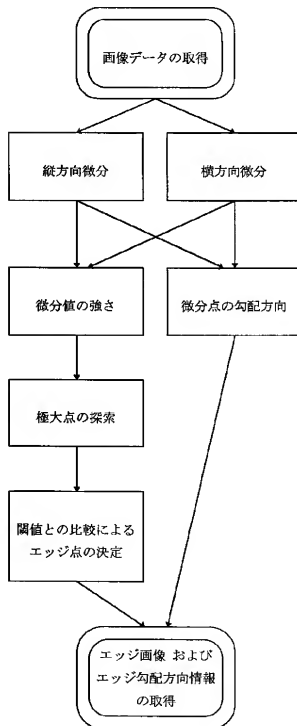 画像データの取得
縦方向微分
横方向微分
微分値の強さ
微分点の勾配方向
極大点の探索
閾値との比較による
エッジ点の決定
エッジ画像 および
エッジ勾配方向情報
の取得